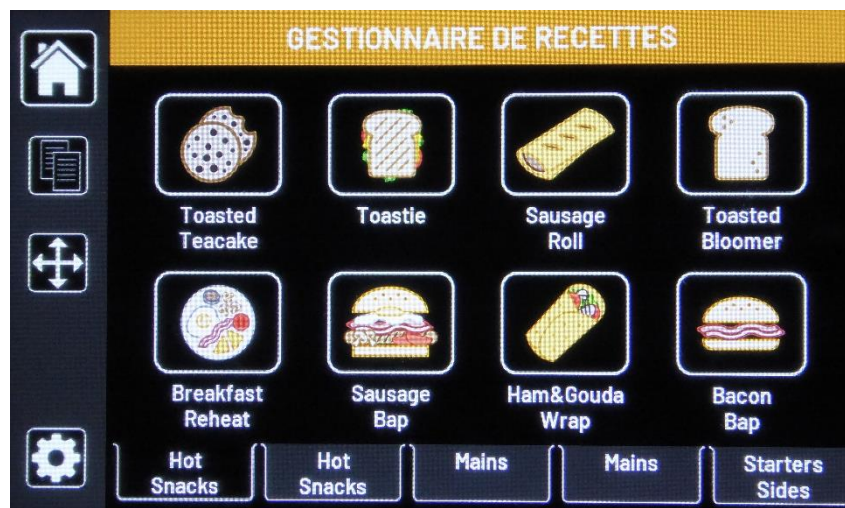 GESTIONNAIRE DE RECETTES
Toasted
Teacake
Toastie
Sausage
Roll
Toasted
Bloomer
Breakfast
Reheat
Sausage
Bap
Ham&Gouda
Wrap
Bacon
Bap
Hot
Snacks
Hot
Snacks
Mains
Mains
Starters
Sides